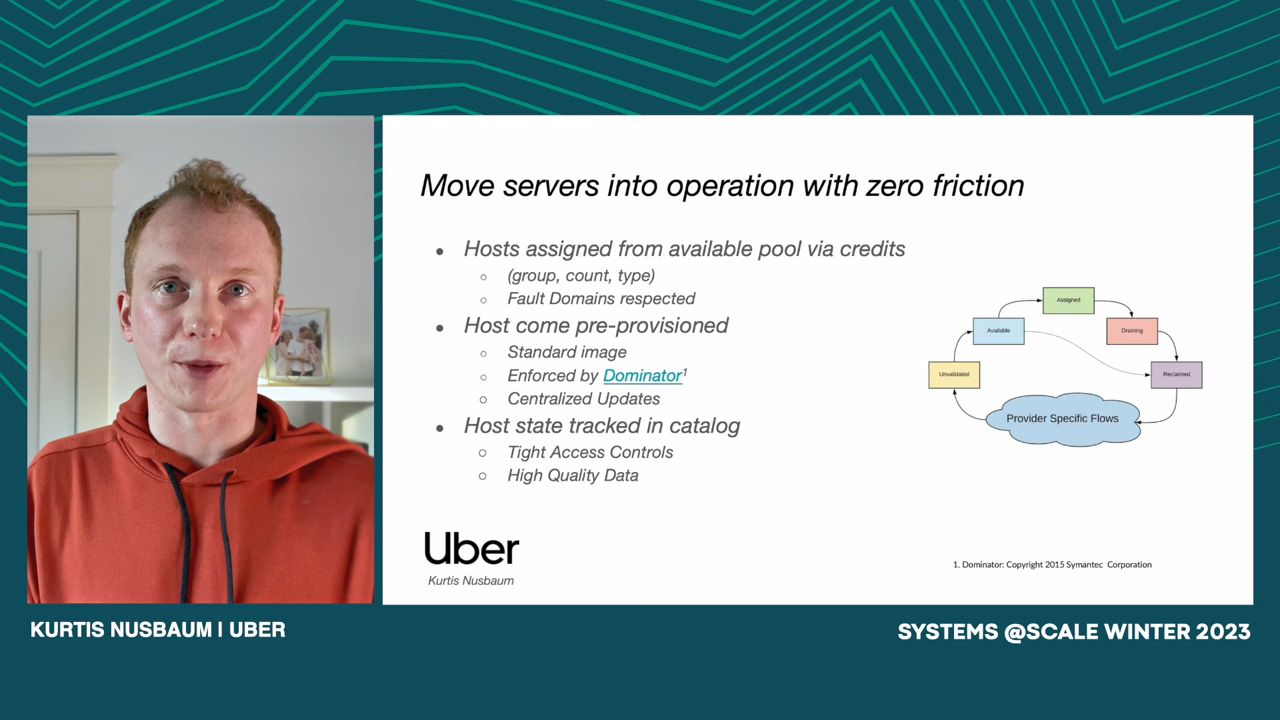 Move servers into operation with zero friction
● Hosts assigned from available pool via credits
○ (group, count, type)
○ Fault Domains respected
● Host come pre-provisioned
○ Standard image
○ Enforced by Dominator¹
○ Centralized Updates
● Host state tracked in catalog
○ Tight Access Controls
○ High Quality Data
Assigned
Available
Draining
Unvalidated
Reclaimed
Provider Specific Flows
Uber
Kurtis Nusbaum
1. Dominator: Copyright 2015 Symantec Corporation
KURTIS NUSBAUM | UBER
SYSTEMS @SCALE WINTER 2023